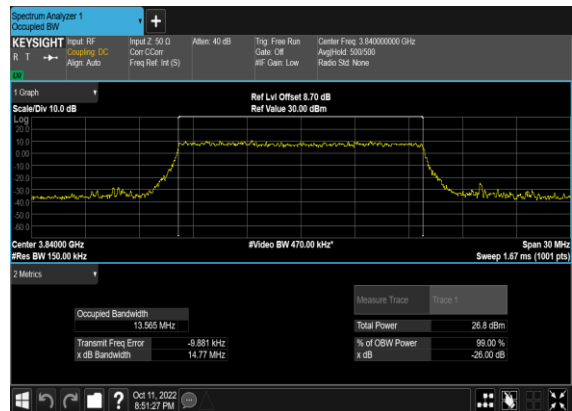 Spectrum Analyzer 1
Occupied BW
KEYSIGHT Input: RF Input Z: 50 Ω Atten: 40 dB Trig: Free Run Center Freq: 3.840000000 GHz
R T Coupling: DC Corr CCorr Gate: Off Avg|Hold: 500/500
Align: Auto Freq Ref: Int (S) #IF Gain: Low Radio Std: None
1 Graph
Ref Lvl Offset 8.70 dB
Scale/Div 10.0 dB Ref Value 30.00 dBm
Log
20.0
10.0
0.00
-10.0
-20.0
-30.0
-40.0
-50.0
-60.0
Center 3.84000 GHz #Video BW 470.00 kHz* Span 30 MHz
#Res BW 150.00 kHz Sweep 1.67 ms (1001 pts)
2 Metrics
Measure Trace Trace 1
Occupied Bandwidth
13.565 MHz Total Power 26.8 dBm
Transmit Freq Error -9.881 kHz % of OBW Power 99.00 %
x dB Bandwidth 14.77 MHz x dB -26.00 dB
? Oct 11, 2022
8:51:27 PM